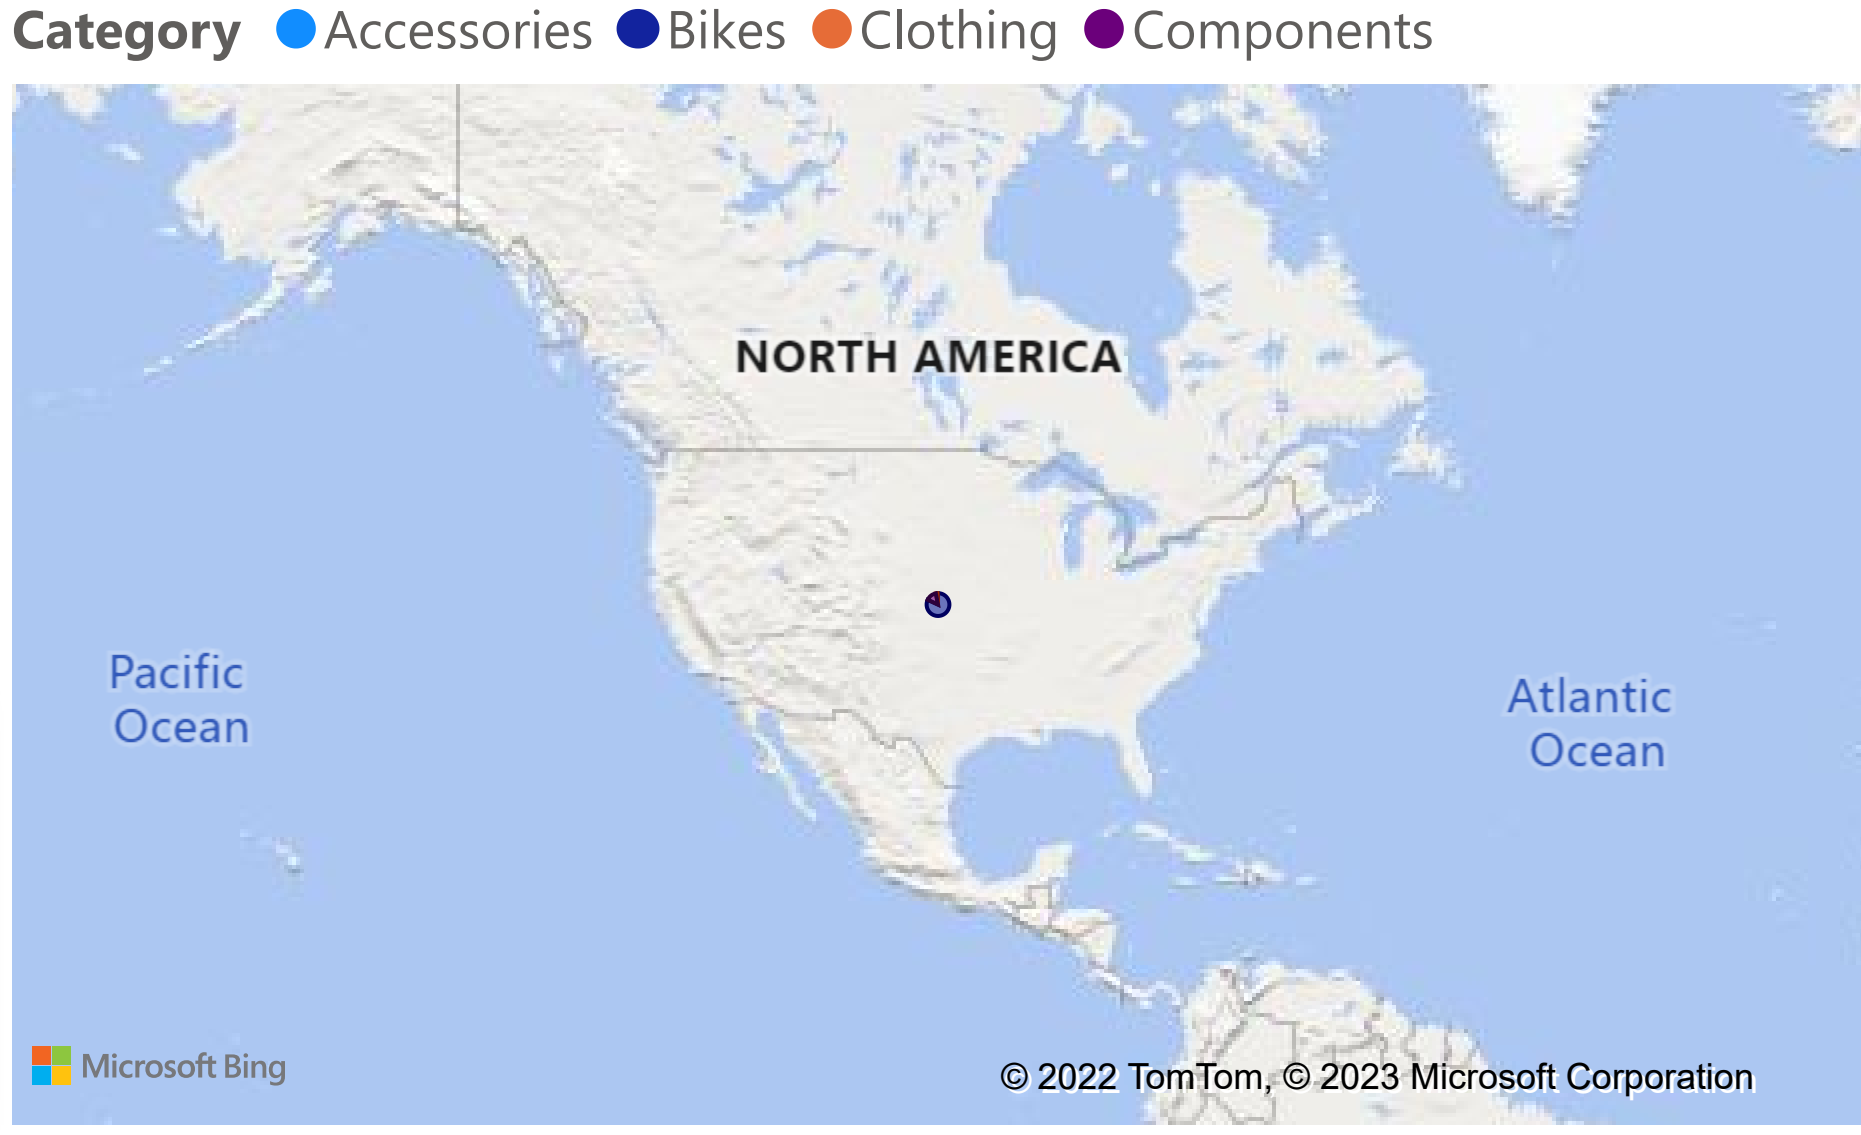 Category Accessories Bikes Clothing Components
NORTH AMERICA
Pacific
Ocean
Atlantic
Ocean
Microsoft Bing
© 2022 TomTom, © 2023 Microsoft Corporation